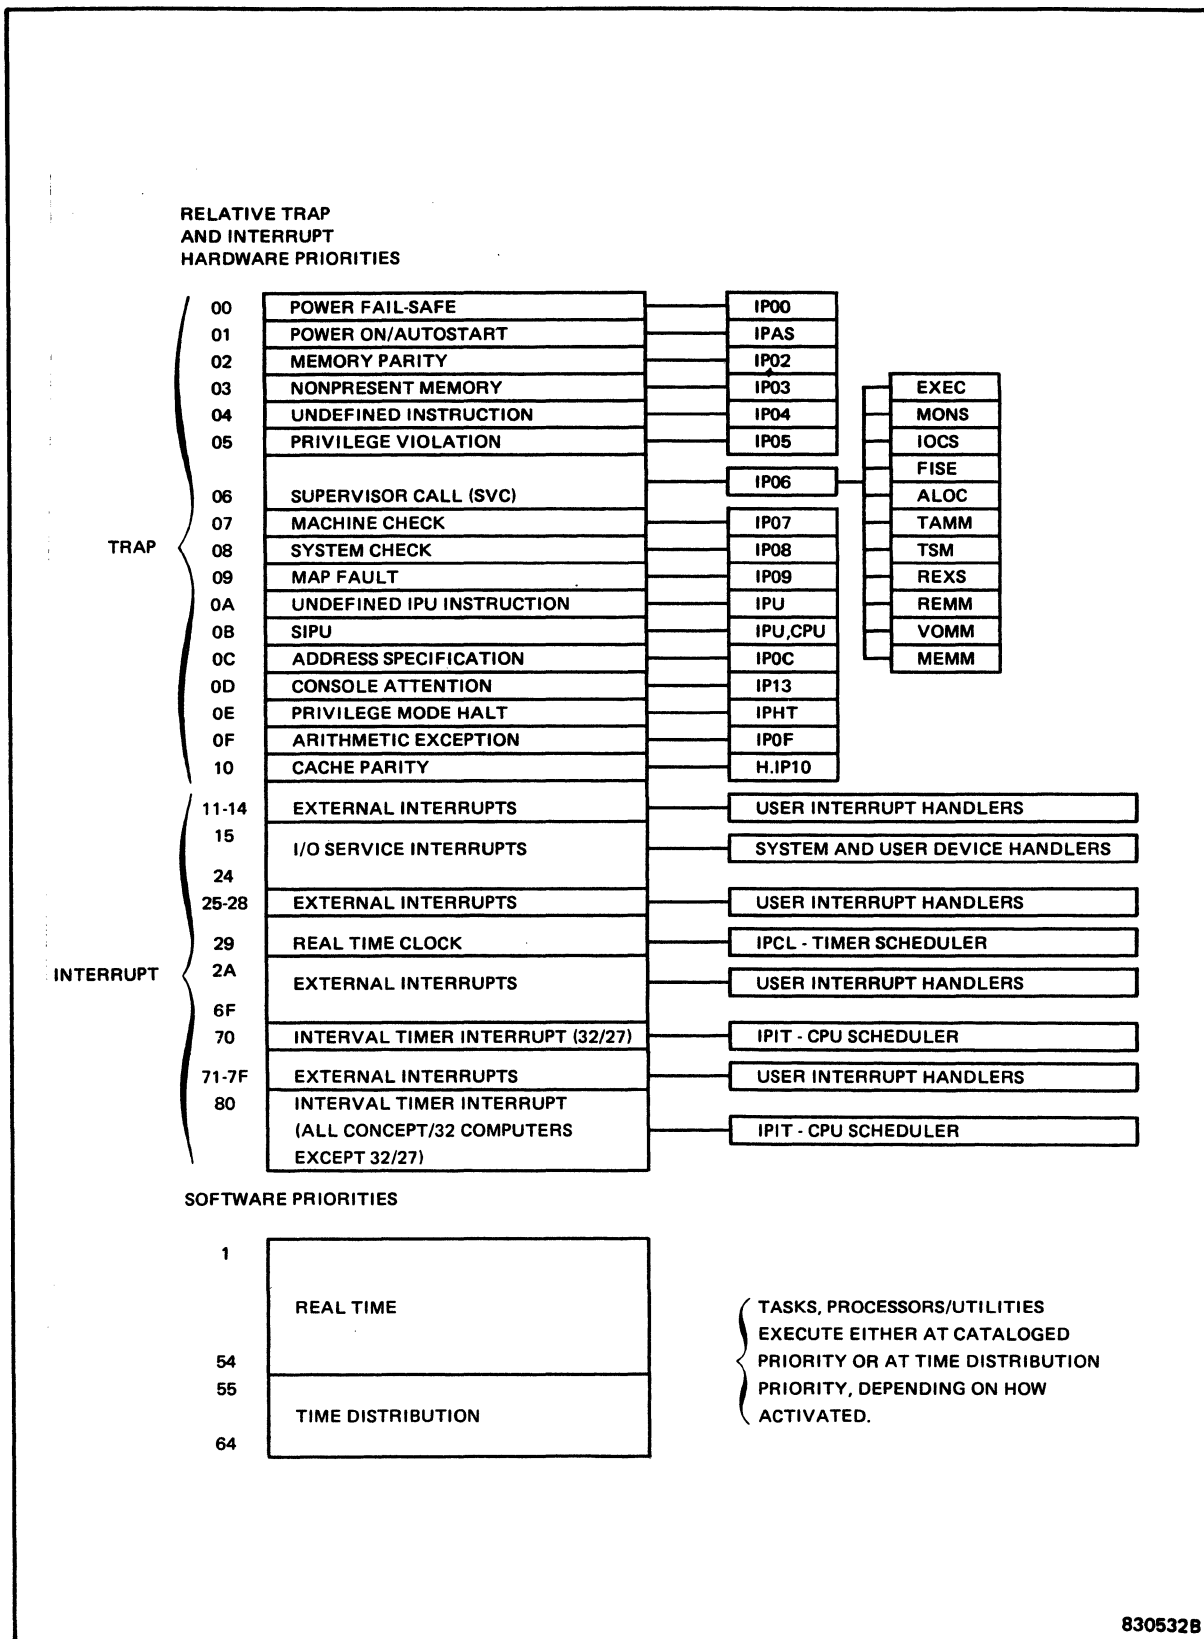 RELATIVE TRAP
AND INTERRUPT
HARDWARE PRIORITIES
00 POWER FAIL-SAFE IP00
01 POWER ON/AUTOSTART IPAS
02 MEMORY PARITY IP02
03 NONPRESENT MEMORY IP03 EXEC
04 UNDEFINED INSTRUCTION IP04 MONS
05 PRIVILEGE VIOLATION IP05 IOCS
FISE
IP06
06 SUPERVISOR CALL (SVC) ALOC
07 MACHINE CHECK IP07 TAMM
TRAP 08 SYSTEM CHECK IP08 TSM
09 MAP FAULT IP09 REXS
0A UNDEFINED IPU INSTRUCTION IPU REMM
0B SIPU IPU,CPU VOMM
0C ADDRESS SPECIFICATION IP0C MEMM
0D CONSOLE ATTENTION IP13
0E PRIVILEGE MODE HALT IPHT
0F ARITHMETIC EXCEPTION IP0F
10 CACHE PARITY H.IP10
11-14 EXTERNAL INTERRUPTS USER INTERRUPT HANDLERS
15
I/O SERVICE INTERRUPTS SYSTEM AND USER DEVICE HANDLERS
24
25-28 EXTERNAL INTERRUPTS USER INTERRUPT HANDLERS
29 REAL TIME CLOCK IPCL - TIMER SCHEDULER
INTERRUPT 2A
EXTERNAL INTERRUPTS USER INTERRUPT HANDLERS
6F
70 INTERVAL TIMER INTERRUPT (32/27) IPIT - CPU SCHEDULER
71-7F EXTERNAL INTERRUPTS USER INTERRUPT HANDLERS
80 INTERVAL TIMER INTERRUPT
(ALL CONCEPT/32 COMPUTERS IPIT - CPU SCHEDULER
EXCEPT 32/27)
SOFTWARE PRIORITIES
1
REAL TIME
54
55
TIME DISTRIBUTION
64
TASKS, PROCESSORS/UTILITIES
EXECUTE EITHER AT CATALOGED
PRIORITY OR AT TIME DISTRIBUTION
PRIORITY, DEPENDING ON HOW
ACTIVATED.
830532B